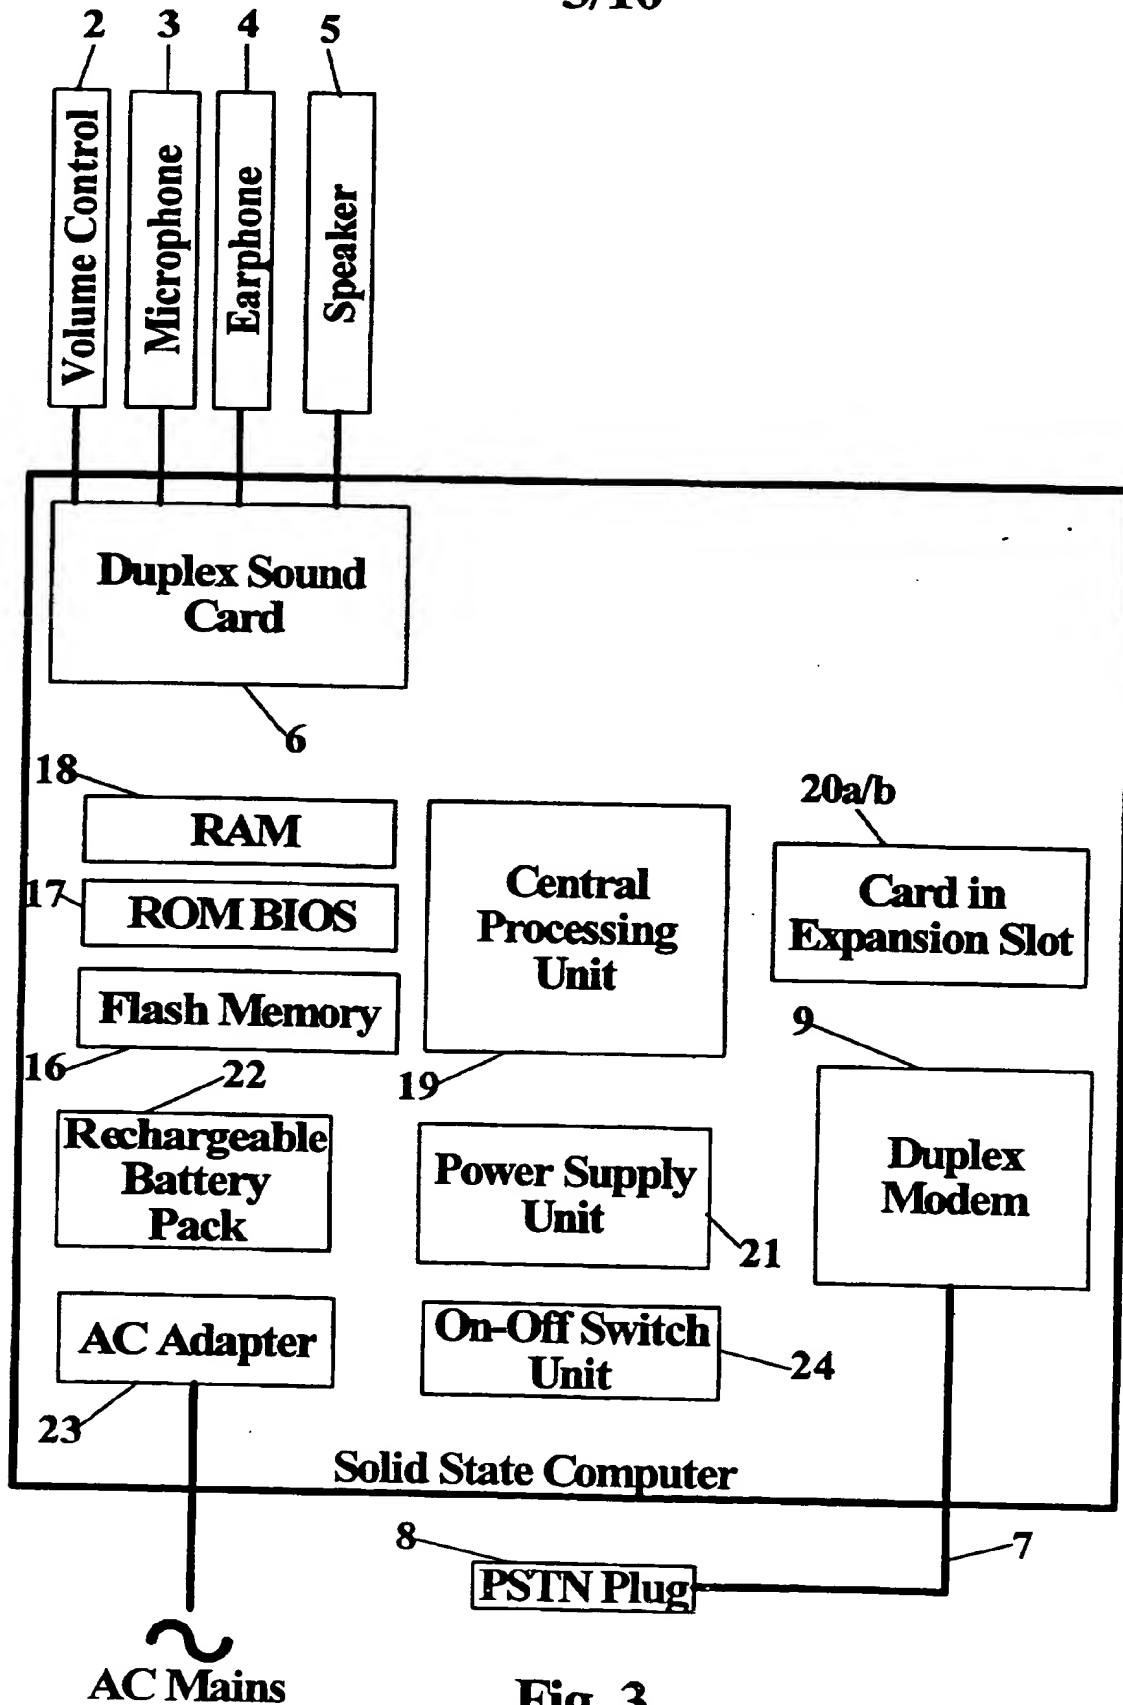 2 3 4 5
Volume Control
Microphone
Earphone
Speaker
Duplex Sound
Card
6
18
RAM
17
ROM BIOS
Flash Memory
16
Central
Processing
Unit
19
20a/b
Card in
Expansion Slot
9
Duplex
Modem
22
Rechargeable
Battery
Pack
Power Supply
Unit
21
AC Adapter
23
On-Off Switch
Unit
24
Solid State Computer
8
PSTN Plug
7
AC Mains
Fig. 3